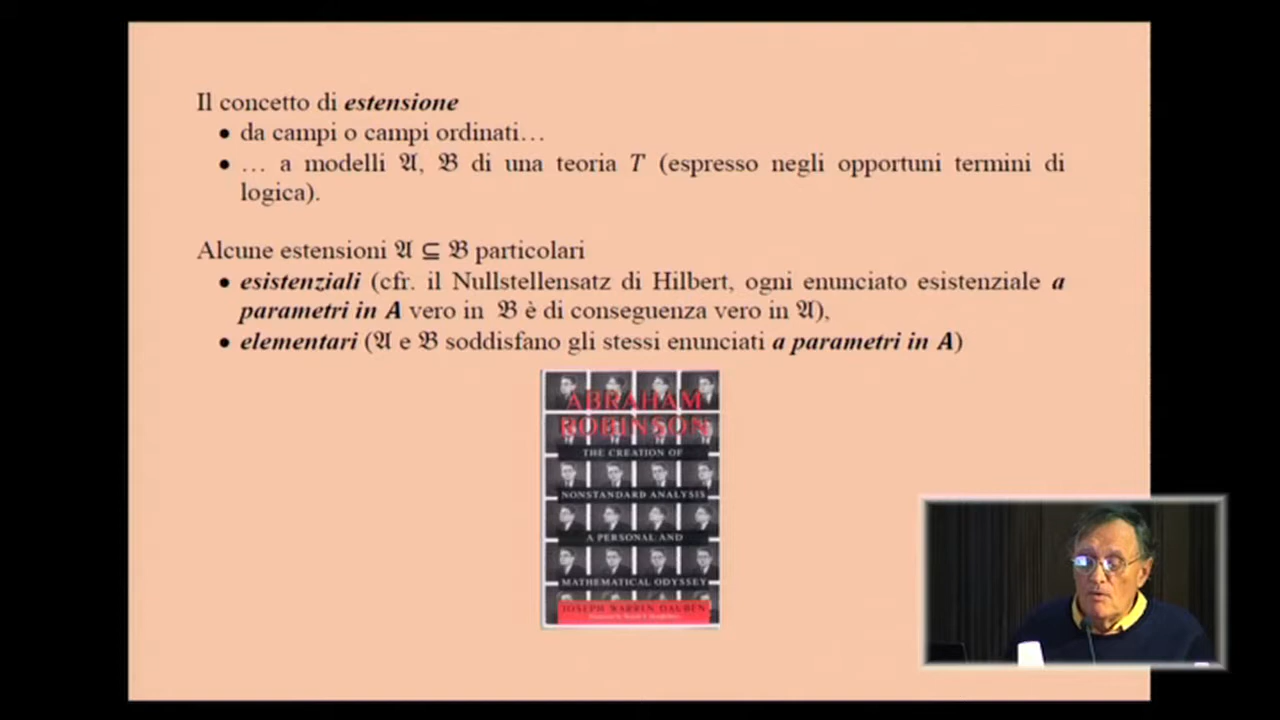 Il concetto di estensione
• da campi o campi ordinati…
• … a modelli 𝔄, 𝔅 di una teoria T (espresso negli opportuni termini di
logica).
Alcune estensioni 𝔄 ⊆ 𝔅 particolari
• esistenziali (cfr. il Nullstellensatz di Hilbert, ogni enunciato esistenziale a
parametri in A vero in 𝔅 è di conseguenza vero in 𝔄),
• elementari (𝔄 e 𝔅 soddisfano gli stessi enunciati a parametri in A)
ABRAHAM
ROBINSON
THE CREATION OF
NONSTANDARD ANALYSIS
A PERSONAL AND
MATHEMATICAL ODYSSEY
JOSEPH WARREN DAUBEN